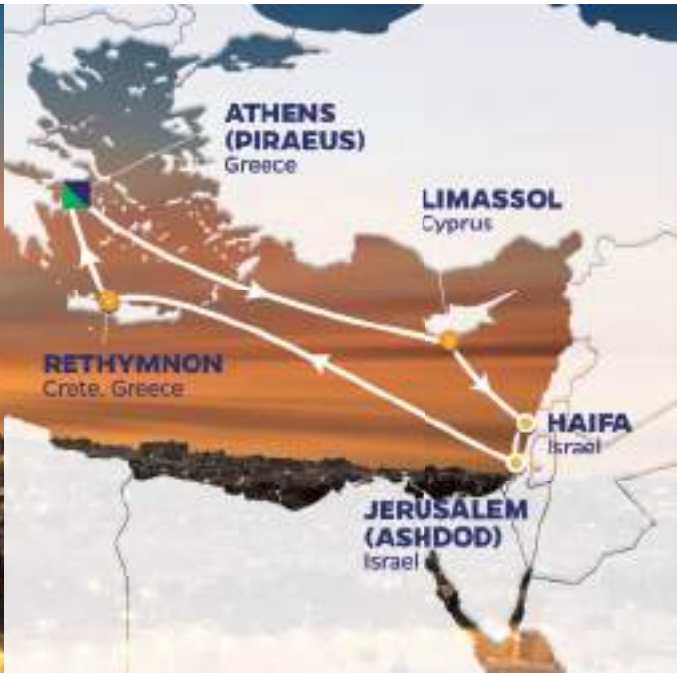 ATHENS
(PIRAEUS)
Greece
LIMASSOL
Cyprus
RETHYMNON
Crete, Greece
HAIFA
Israel
JERUSALEM
(ASHDOD)
Israel